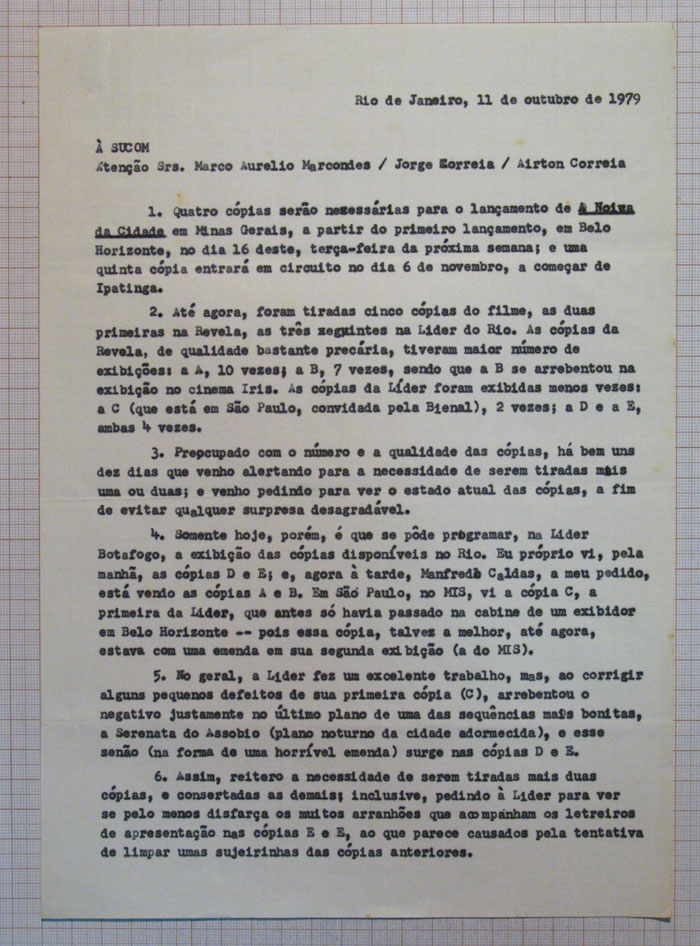 Rio de Janeiro, 11 de outubro de 1979
À SUCOM
Atenção Srs. Marco Aurelio Marcondes / Jorge Correia / Airton Correia
1. Quatro cópias serão necessárias para o lançamento de A Noiva
da Cidade em Minas Gerais, a partir do primeiro lançamento, em Belo
Horizonte, no dia 16 deste, terça-feira da próxima semana; e uma
quinta cópia entrará em circuito no dia 6 de novembro, a começar de
Ipatinga.
2. Até agora, foram tiradas cinco cópias do filme, as duas
primeiras na Revela, as três seguintes na Lider do Rio. As cópias da
Revela, de qualidade bastante precária, tiveram maior número de
exibições: a A, 10 vezes; a B, 7 vezes, sendo que a B se arrebentou na
exibição no cinema Iris. As cópias da Líder foram exibidas menos vezes:
a C (que está em São Paulo, convidada pela Bienal), 2 vezes; a D e a E,
ambas 4 vezes.
3. Preocupado com o número e a qualidade das cópias, há bem uns
dez dias que venho alertando para a necessidade de serem tiradas mais
uma ou duas; e venho pedindo para ver o estado atual das cópias, a fim
de evitar qualquer surpresa desagradável.
4. Somente hoje, porém, é que se pôde programar, na Lider
Botafogo, a exibição das cópias disponíveis no Rio. Eu próprio vi, pela
manhã, as cópias D e E; e, agora à tarde, Manfredo Caldas, a meu pedido,
está vendo as cópias A e B. Em São Paulo, no MIS, vi a cópia C, a
primeira da Lider, que antes só havia passado na cabine de um exibidor
em Belo Horizonte -- pois essa cópia, talvez a melhor, até agora,
estava com uma emenda em sua segunda exibição (a do MIS).
5. No geral, a Lider fez um excelente trabalho, mas, ao corrigir
alguns pequenos defeitos de sua primeira cópia (C), arrebentou o
negativo justamente no último plano de uma das sequências mais bonitas,
a Serenata do Assobio (plano noturno da cidade adormecida), e esse
senão (na forma de uma horrível emenda) surge nas cópias D e E.
6. Assim, reitero a necessidade de serem tiradas mais duas
cópias, e consertadas as demais; inclusive, pedindo à Lider para ver
se pelo menos disfarça os muitos arranhões que acompanham os letreiros
de apresentação nas cópias E e E, ao que parece causados pela tentativa
de limpar umas sujeirinhas das cópias anteriores.